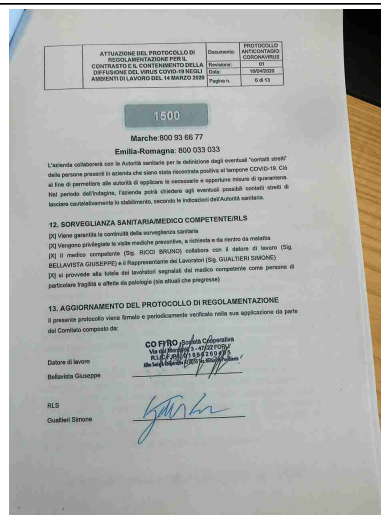 ATTUAZIONE DEL PROTOCOLLO DI
REGOLAMENTAZIONE PER IL
CONTRASTO E IL CONTENIMENTO DELLA
DIFFUSIONE DEL VIRUS COVID-19 NEGLI
AMBIENTI DI LAVORO DEL 14 MARZO 2020
Documento:
PROTOCOLLO
ANTICONTAGIO
CORONAVIRUS
Revisione:
01
Data:
16/04/2020
Pagina n.
6 di 13
1500
Marche: 800 93 66 77
Emilia-Romagna: 800 033 033
L'azienda collaborerà con le Autorità sanitarie per la definizione degli eventuali "contatti stretti"
delle persone presenti in azienda che siano state riscontrata positiva al tampone COVID-19. Ciò
al fine di permettere alle autorità di applicare le necessarie e opportune misure di quarantena.
Nel periodo dell'indagine, l'azienda potrà chiedere agli eventuali possibili contatti stretti di
lasciare cautelativamente lo stabilimento, secondo le indicazioni dell'Autorità sanitaria.
12. SORVEGLIANZA SANITARIA/MEDICO COMPETENTE/RLS
[X] Viene garantita la continuità della sorveglianza sanitaria
[X] Vengono privilegiate le visite mediche preventive, a richiesta e da rientro da malattia
[X] Il medico competente (Sig. RICCI BRUNO) collabora con il datore di lavoro (Sig.
BELLAVISTA GIUSEPPE) e il Rappresentante dei Lavoratori (Sig. GUALTIERI SIMONE)
[X] si provvede alla tutela dei lavoratori segnalati dal medico competente come persone di
particolare fragilità e affette da patologie (sia attuali che pregresse)
13. AGGIORNAMENTO DEL PROTOCOLLO DI REGOLAMENTAZIONE
Il presente protocollo viene firmato e periodicamente verificato nella sua applicazione da parte
del Comitato composto da:
Società Cooperativa
47122 FORLI'
Datore di lavoro
Bellavista Giuseppe
RLS
Gualtieri Simone